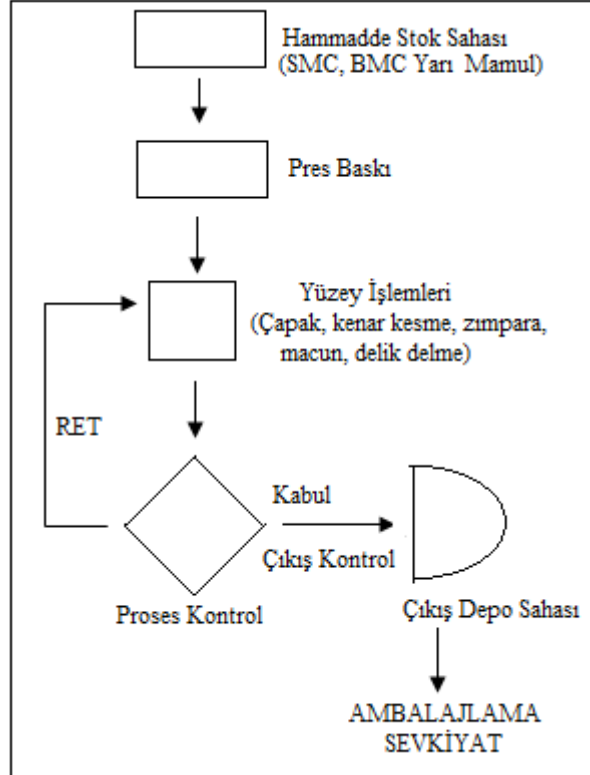 Hammadde Stok Sahası
(SMC, BMC Yarı Mamul)
Pres Baskı
Yüzey İşlemleri
(Çapak, kenar kesme, zımpara,
macun, delik delme)
RET
Kabul
Çıkış Kontrol
Proses Kontrol
Çıkış Depo Sahası
AMBALAJLAMA
SEVKİYAT